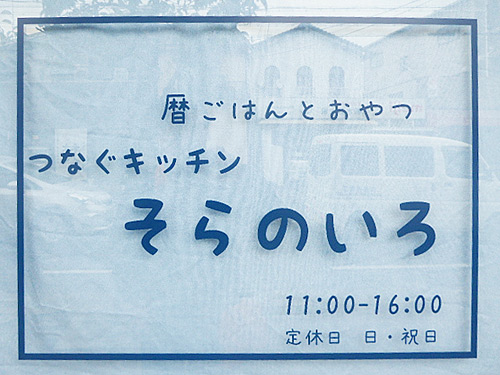 暦ごはんとおやつ
つなぐキッチン
そらのいろ
11:00-16:00
定休日 日・祝日